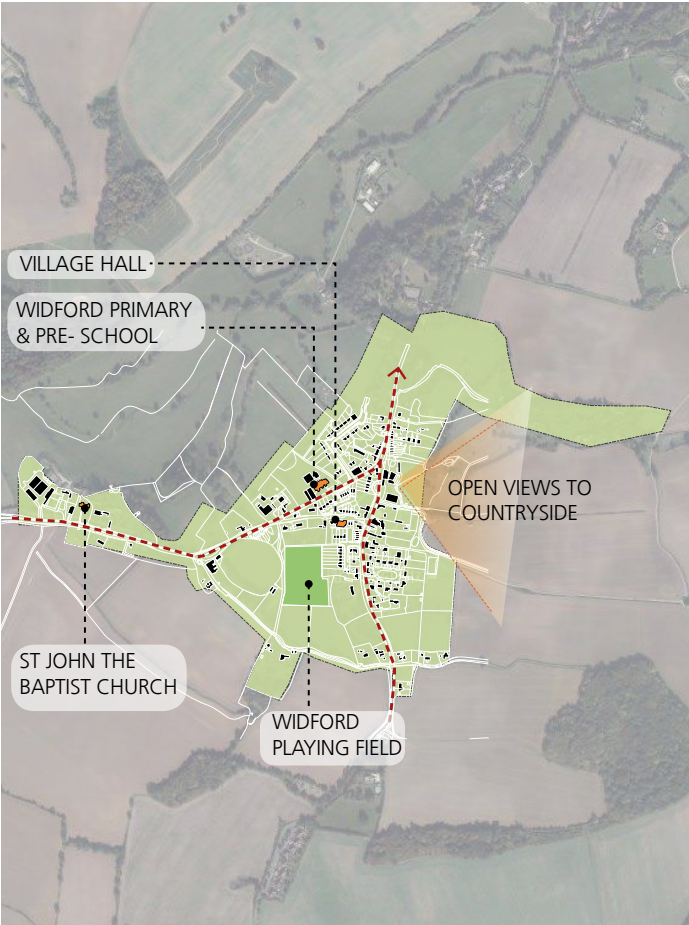 VILLAGE HALL
WIDFORD PRIMARY
& PRE- SCHOOL
OPEN VIEWS TO
COUNTRYSIDE
ST JOHN THE
BAPTIST CHURCH
WIDFORD
PLAYING FIELD